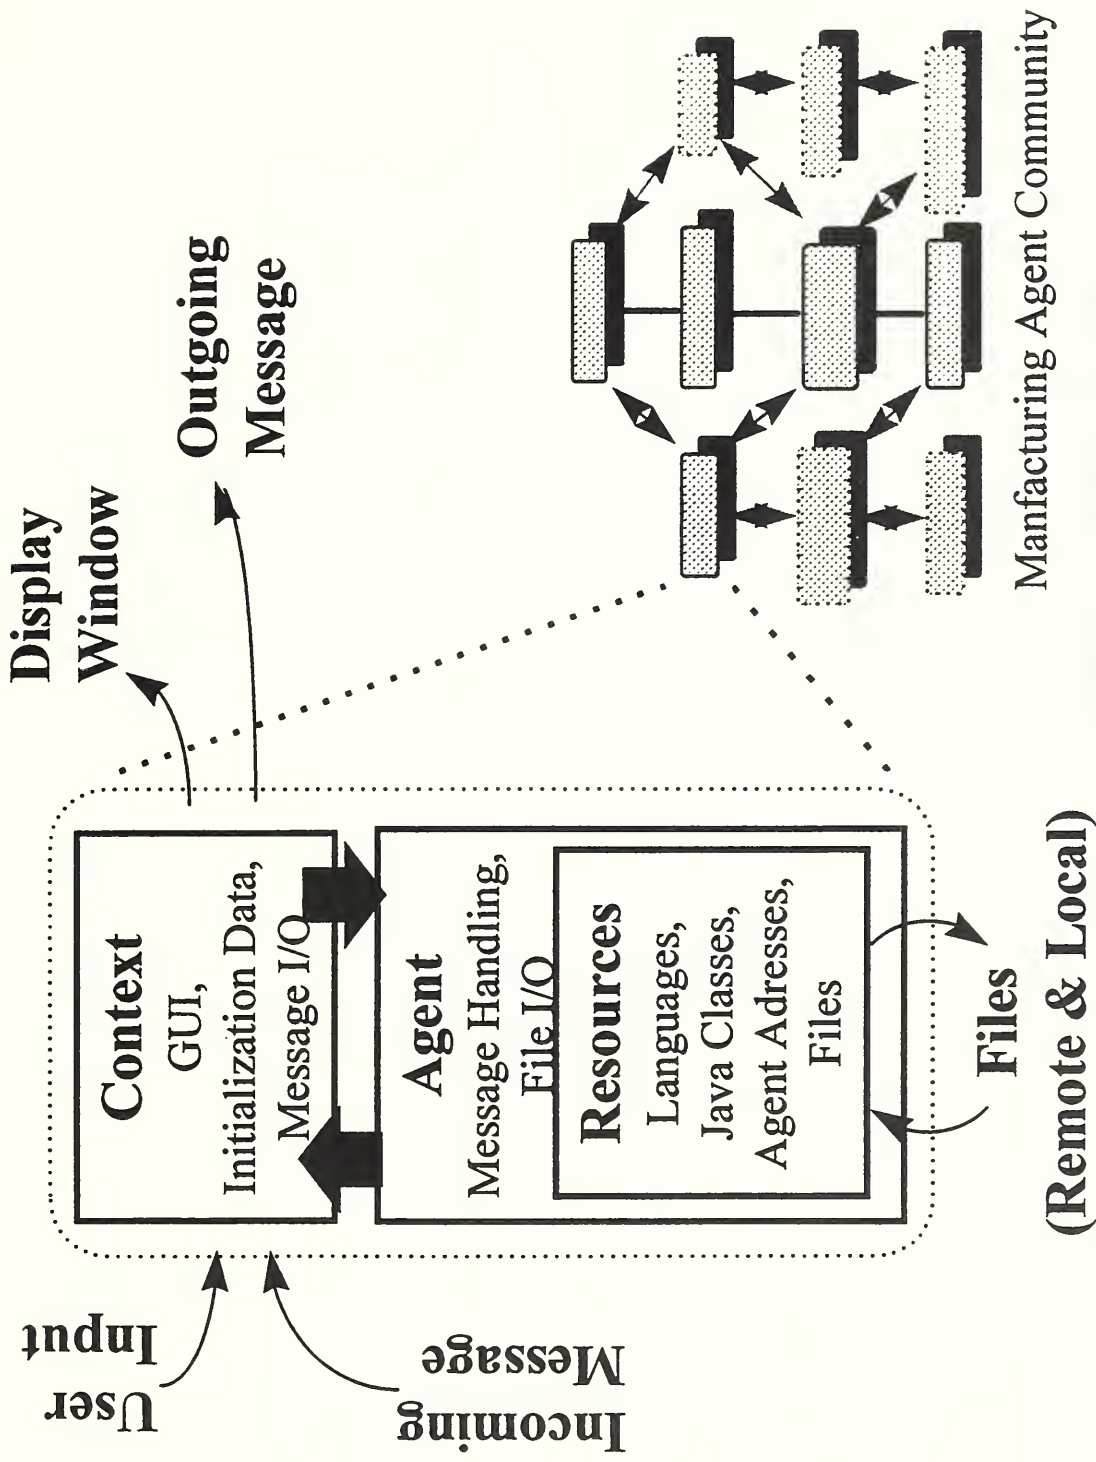 User
Input
Incoming
Message
Context
GUI,
Initialization Data,
Message I/O
Agent
Message Handling,
File I/O
Resources
Languages,
Java Classes,
Agent Adresses,
Files
Files
(Remote & Local)
Display
Window
Outgoing
Message
Manfacturing Agent Community